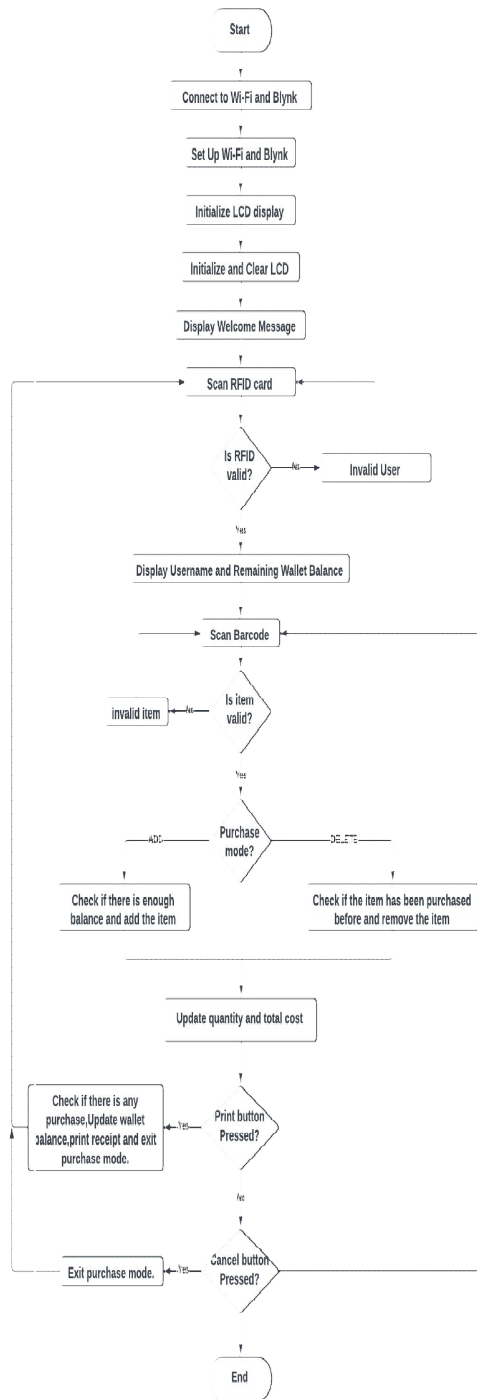 Start
Connect to Wi-Fi and Blynk
Set Up Wi-Fi and Blynk
Initialize LCD display
Initialize and Clear LCD
Display Welcome Message
Scan RFID card
Is RFID
valid?
No
Invalid User
Yes
Display Username and Remaining Wallet Balance
Scan Barcode
Is item
valid?
No
invalid item
Yes
Purchase
mode?
ADD
DELETE
Check if there is enough
balance and add the item
Check if the item has been purchased
before and remove the item
Update quantity and total cost
Check if there is any
purchase,Update wallet
balance,print receipt and exit
purchase mode.
Yes
Print button
Pressed?
No
Exit purchase mode.
Yes
Cancel button
Pressed?
End